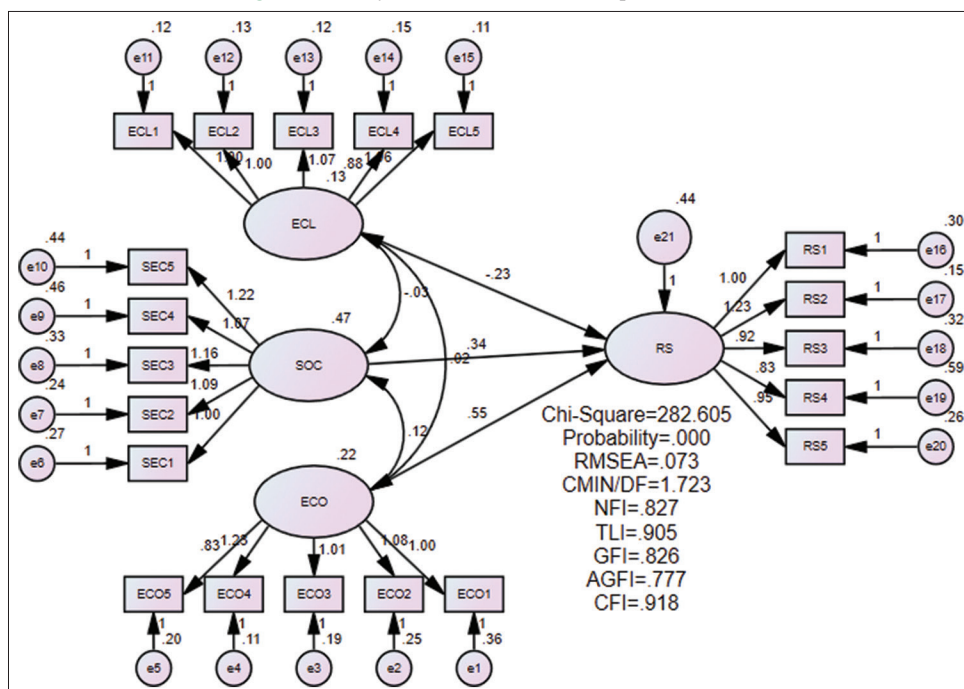 .12 .13 .12 .15 .11
e11 e12 e13 e14 e15
1 1 1 1 1
ECL1 ECL2 ECL3 ECL4 ECL5
1.00 1.00 1.07 .88
.13
ECL
.44
e21
1
-.23
-.03
.02
.30
RS1 1 e16
1.00
.15
RS2 1 e17
1.23
.32
RS3 1 e18
.92
.59
RS4 1 e19
.83
.26
RS5 1 e20
.95
RS
.44
e10 1 SEC5
1.22
.46
e9 1 SEC4
1.07
.33
e8 1 SEC3
1.16
.24
e7 1 SEC2
1.09
.27
e6 1 SEC1
1.00
.47
SOC
.34
.55
.12
.22
ECO
Chi-Square=282.605
Probability=.000
RMSEA=.073
CMIN/DF=1.723
NFI=.827
TLI=.905
GFI=.826
AGFI=.777
CFI=.918
.83 1.23 1.01 1.08 1.00
ECO5 ECO4 ECO3 ECO2 ECO1
1 1 1 1 1
.20 .11 .19 .25 .36
e5 e4 e3 e2 e1